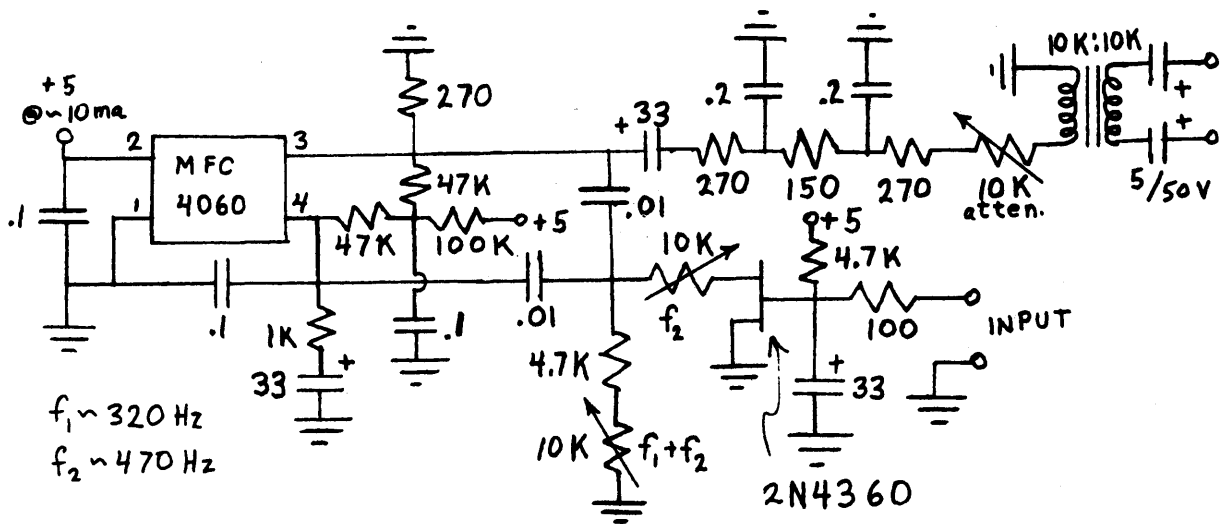 +5
@~10ma
2
3
MFC
4060
1
4
.1
270
47K
47K
100K
+5
.1
.01
.01
1K
+
33
.1
+
33
270
.2
150
.2
270
10K
atten.
10K:10K
+
+
5/50V
10K
f₂
+5
4.7K
100
INPUT
+
33
4.7K
10K
f₁+f₂
2N4360
f₁ ~ 320 Hz
f₂ ~ 470 Hz